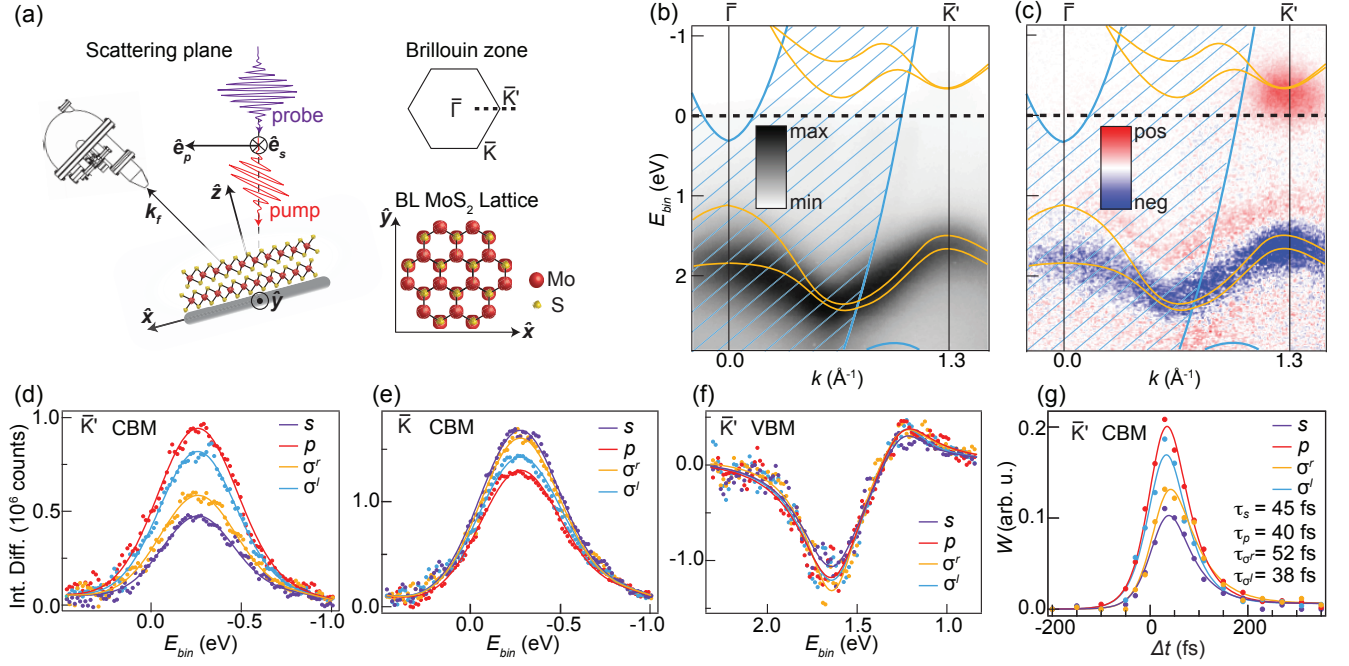 (a)
Scattering plane
probe
ê_p
ê_s
ẑ
pump
k_f
x̂
ŷ
Brillouin zone
Γ̄
K̄'
K̄
BL MoS₂ Lattice
ŷ
Mo
S
x̂
(b)
Γ̄
K̄'
-1
0
1
2
E_bin (eV)
max
min
0.0
1.3
k (Å⁻¹)
(c)
Γ̄
K̄'
pos
neg
0.0
1.3
k (Å⁻¹)
(d)
K̄' CBM
s
p
σʳ
σˡ
1.0
0.5
0.0
Int. Diff. (10⁶ counts)
0.0
-0.5
-1.0
E_bin (eV)
(e)
K̄ CBM
s
p
σʳ
σˡ
1.0
0.0
0.0
-0.5
-1.0
E_bin (eV)
(f)
K̄' VBM
s
p
σʳ
σˡ
0.0
-1.0
2.0
1.5
1.0
E_bin (eV)
(g)
K̄' CBM
s
p
σʳ
σˡ
τ_s = 45 fs
τ_p = 40 fs
τ_σʳ = 52 fs
τ_σˡ = 38 fs
0.2
0.1
0.0
W (arb. u.)
-200
0
200
Δt (fs)